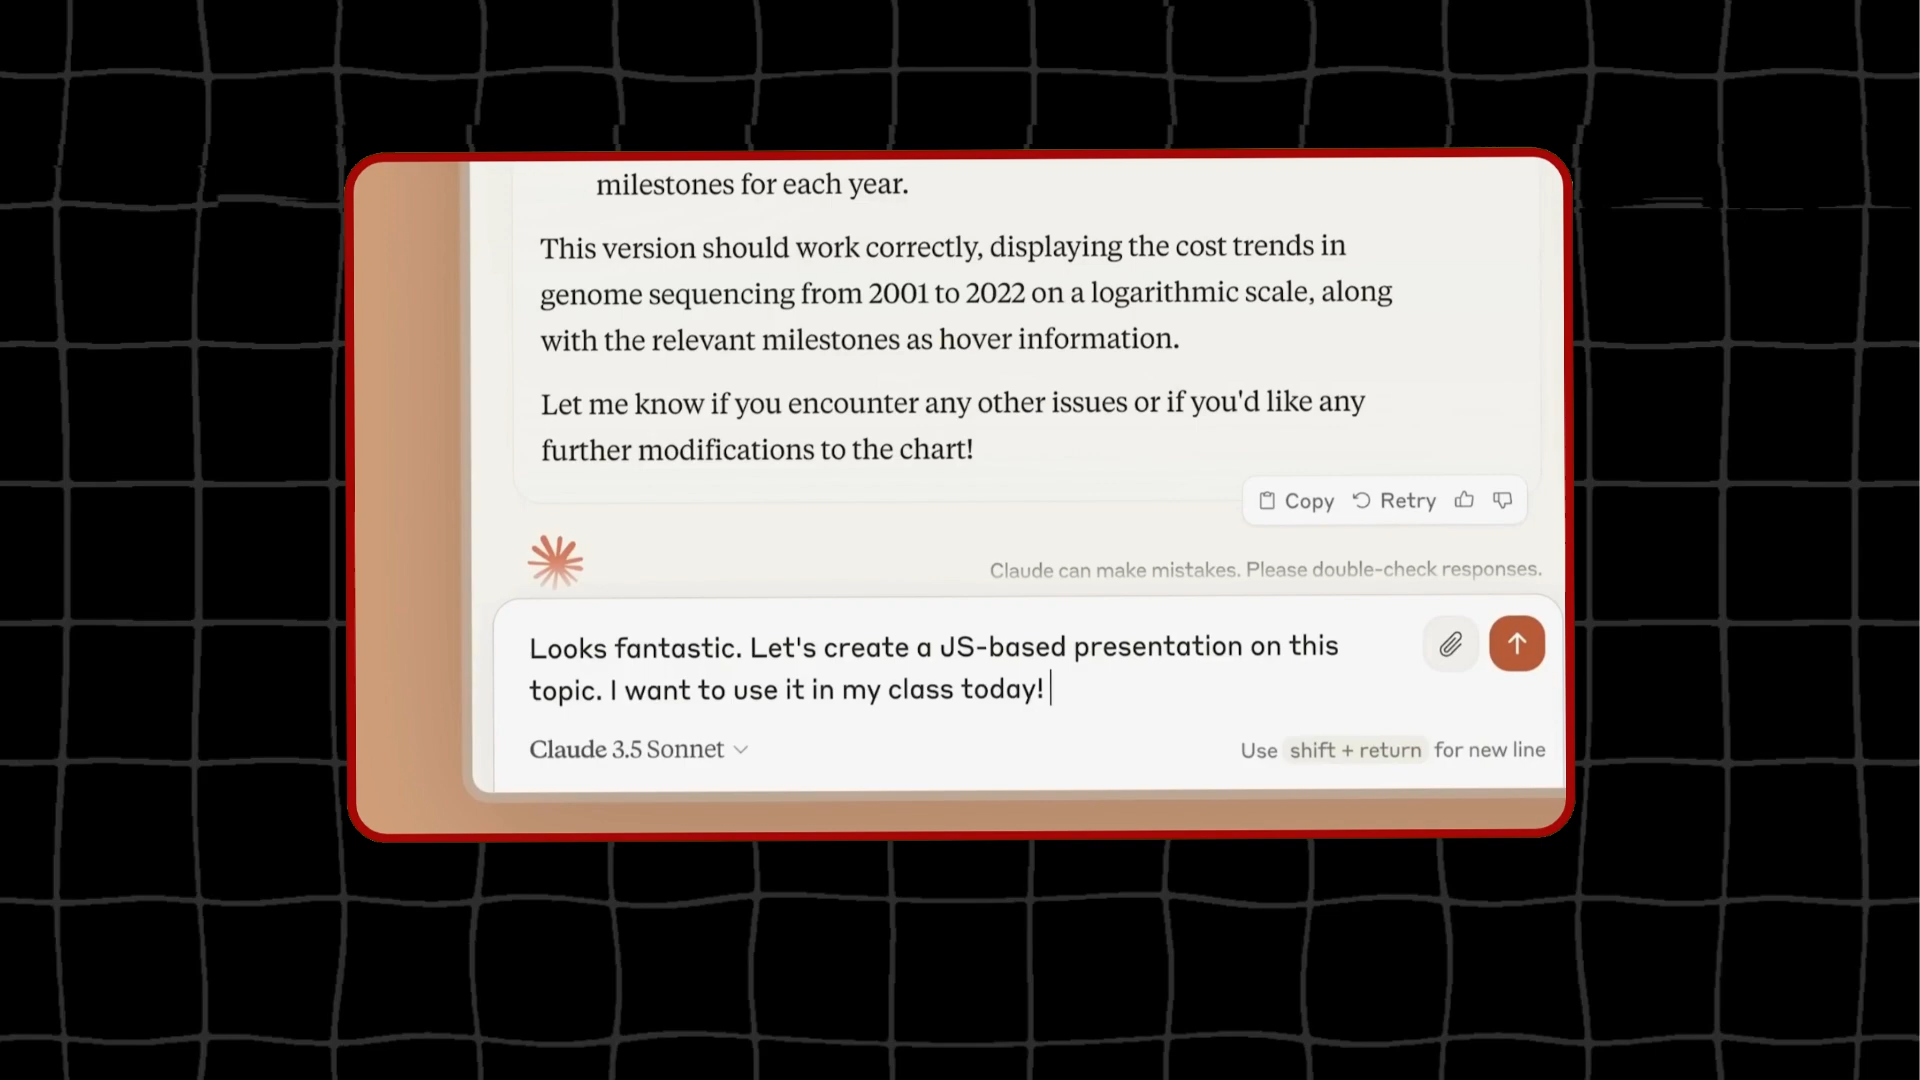 milestones for each year.
This version should work correctly, displaying the cost trends in
genome sequencing from 2001 to 2022 on a logarithmic scale, along
with the relevant milestones as hover information.
Let me know if you encounter any other issues or if you'd like any
further modifications to the chart!
Copy Retry
Claude can make mistakes. Please double-check responses.
Looks fantastic. Let's create a JS-based presentation on this
topic. I want to use it in my class today!
Claude 3.5 Sonnet
Use shift + return for new line